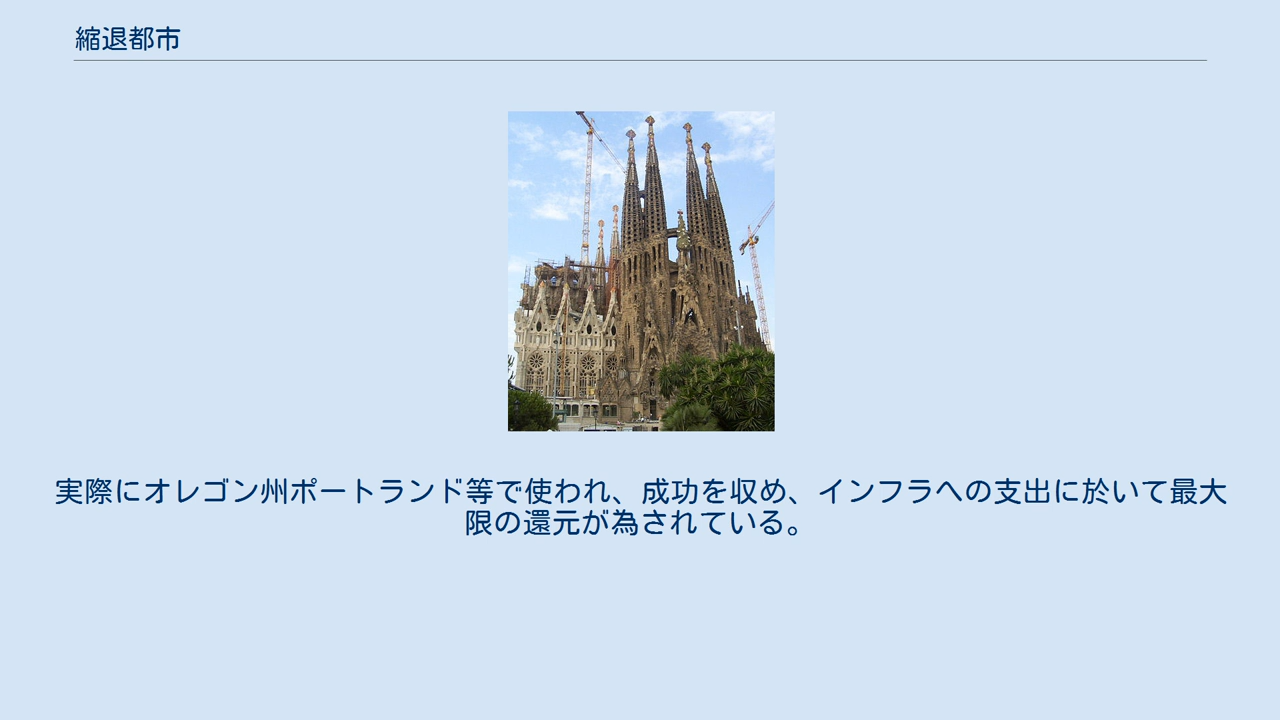 縮退都市
実際にオレゴン州ポートランド等で使われ、成功を収め、インフラへの支出に於いて最大
限の還元が為されている。